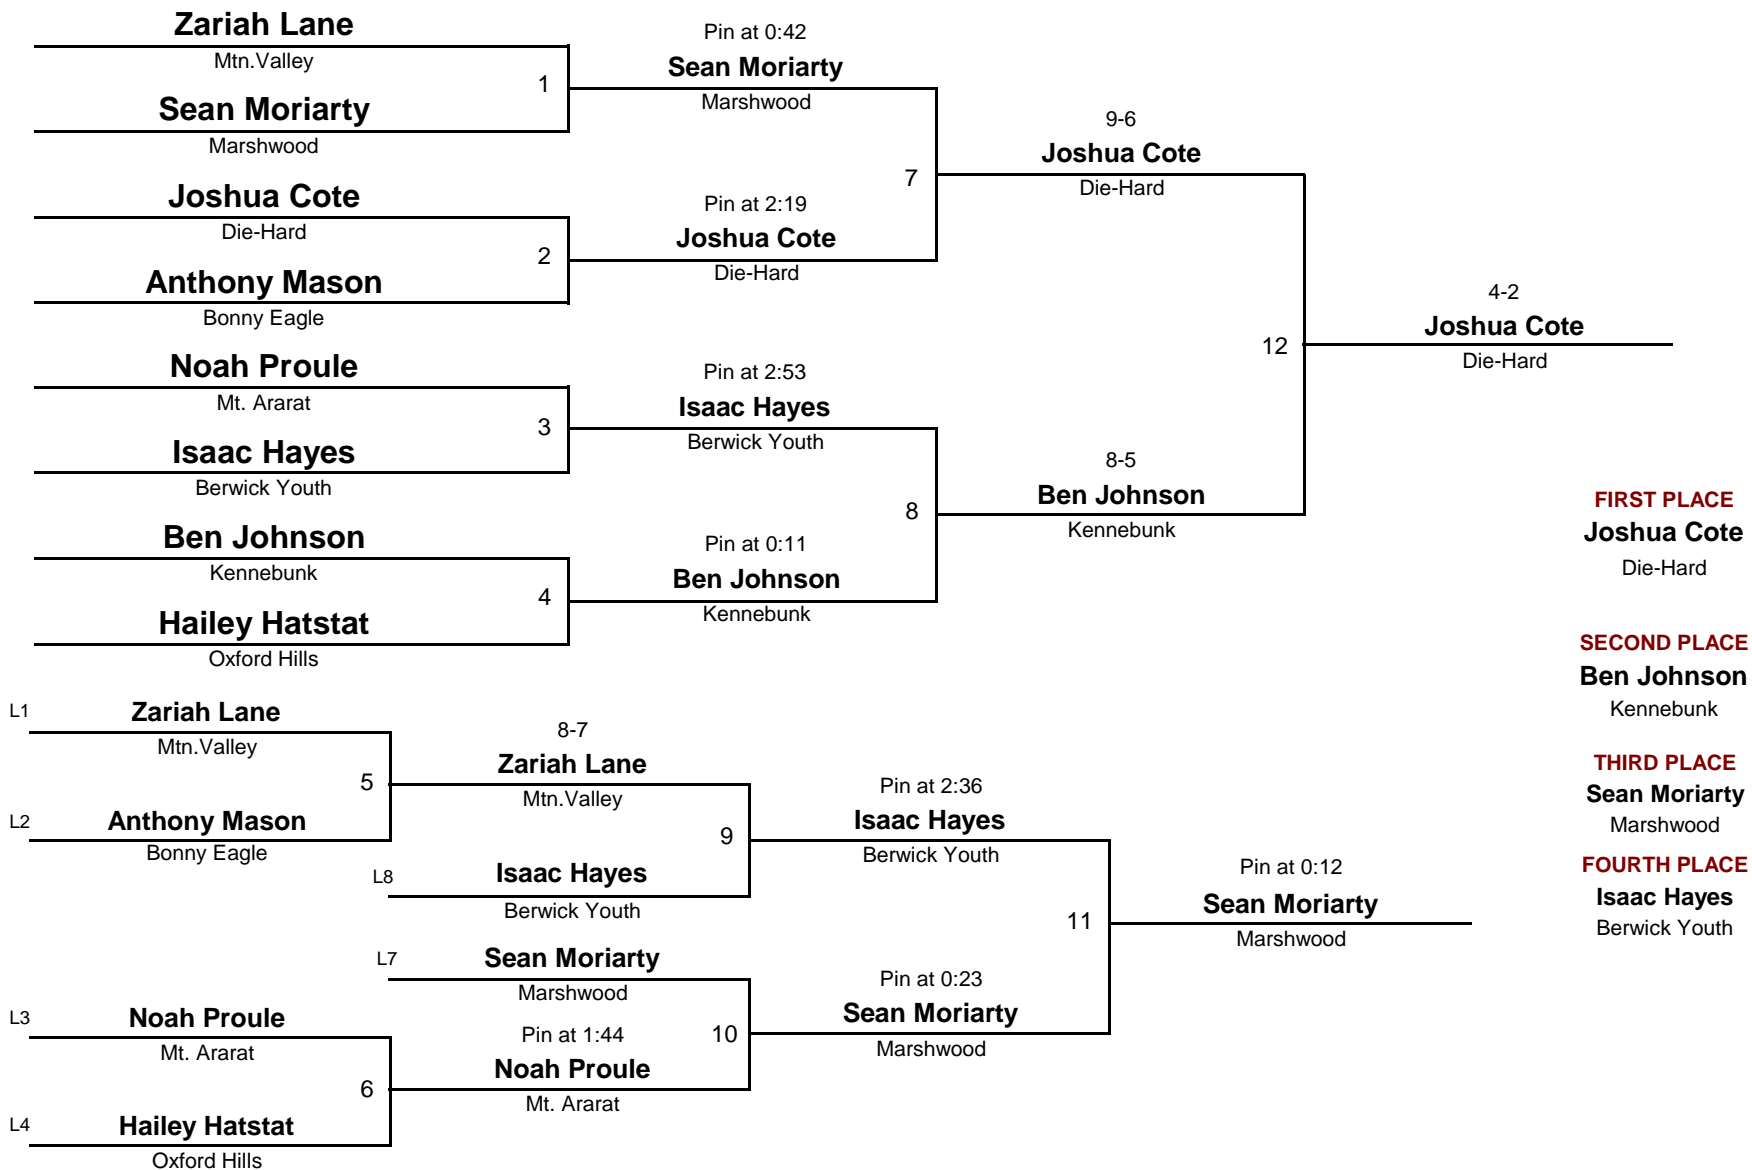 Zariah Lane
Mtn.Valley
1
Sean Moriarty
Marshwood
Joshua Cote
Die-Hard
2
Anthony Mason
Bonny Eagle
Noah Proule
Mt. Ararat
3
Isaac Hayes
Berwick Youth
Ben Johnson
Kennebunk
4
Hailey Hatstat
Oxford Hills
Pin at 0:42
Sean Moriarty
Marshwood
7
Pin at 2:19
Joshua Cote
Die-Hard
Pin at 2:53
Isaac Hayes
Berwick Youth
8
Pin at 0:11
Ben Johnson
Kennebunk
9-6
Joshua Cote
Die-Hard
12
8-5
Ben Johnson
Kennebunk
4-2
Joshua Cote
Die-Hard
FIRST PLACE
Joshua Cote
Die-Hard
SECOND PLACE
Ben Johnson
Kennebunk
THIRD PLACE
Sean Moriarty
Marshwood
FOURTH PLACE
Isaac Hayes
Berwick Youth
L1
Zariah Lane
Mtn.Valley
5
L2
Anthony Mason
Bonny Eagle
L3
Noah Proule
Mt. Ararat
6
L4
Hailey Hatstat
Oxford Hills
8-7
Zariah Lane
Mtn.Valley
9
L8
Isaac Hayes
Berwick Youth
L7
Sean Moriarty
Marshwood
10
Pin at 1:44
Noah Proule
Mt. Ararat
Pin at 2:36
Isaac Hayes
Berwick Youth
11
Pin at 0:23
Sean Moriarty
Marshwood
Pin at 0:12
Sean Moriarty
Marshwood